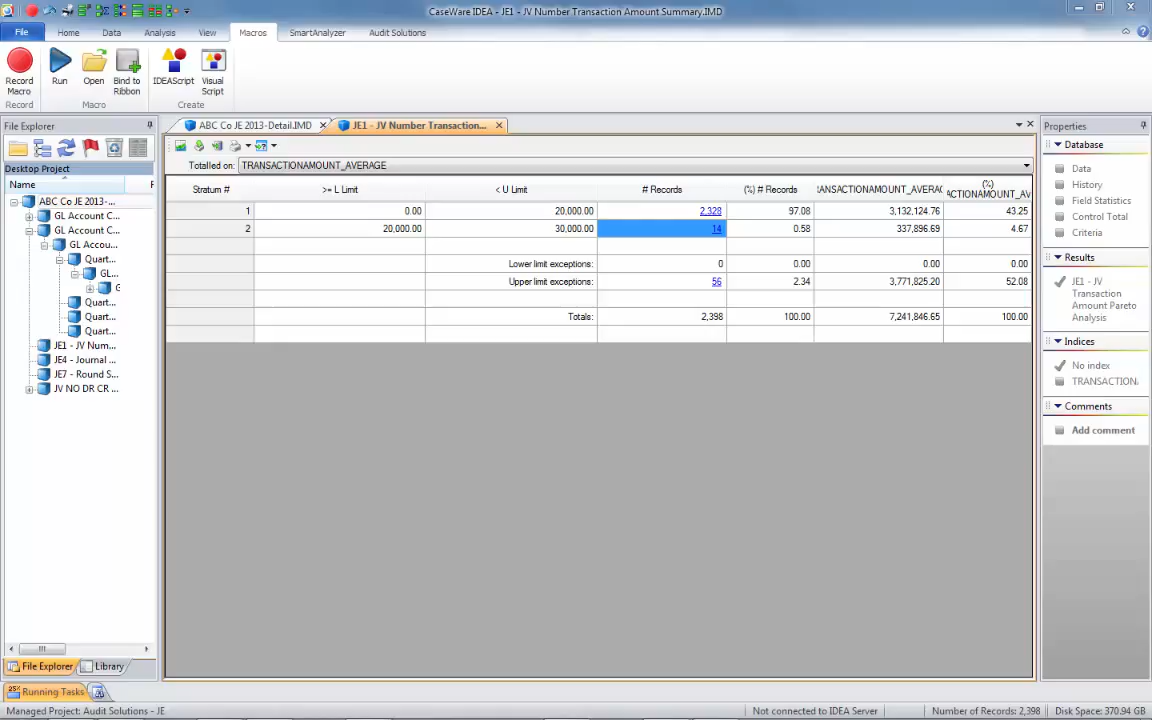 CaseWare IDEA - JE1 - JV Number Transaction Amount Summary.IMD
File Home Data Analysis View Macros SmartAnalyzer Audit Solutions
Record Macro Run Open Bind to Ribbon IDEAScript Visual Script
Record Macro Create
File Explorer
Desktop Project
Name F
ABC Co JE 2013-...
GL Account C...
GL Account C...
GL Accou...
Quart...
GL...
G
Quart...
Quart...
Quart...
JE1 - JV Num...
JE4 - Journal ...
JE7 - Round S...
JV NO DR CR ...
File Explorer Library
ABC Co JE 2013-Detail.IMD JE1 - JV Number Transaction...
Totalled on: TRANSACTIONAMOUNT_AVERAGE
Stratum # >= L Limit < U Limit # Records (%) # Records (%)
1 0.00 20,000.00 2,328 97.08 3,132,124.76 43.25
2 20,000.00 30,000.00 14 0.58 337,896.69 4.67
Lower limit exceptions: 0 0.00 0.00 0.00
Upper limit exceptions: 56 2.34 3,771,825.20 52.08
Totals: 2,398 100.00 7,241,846.65 100.00
Properties
Database
Data
History
Field Statistics
Control Total
Criteria
Results
JE1 - JV
Transaction
Amount Pareto
Analysis
Indices
No index
TRANSACTION
Comments
Add comment
Running Tasks
Managed Project: Audit Solutions - JE Not connected to IDEA Server Number of Records: 2,398 Disk Space: 370.94 GB